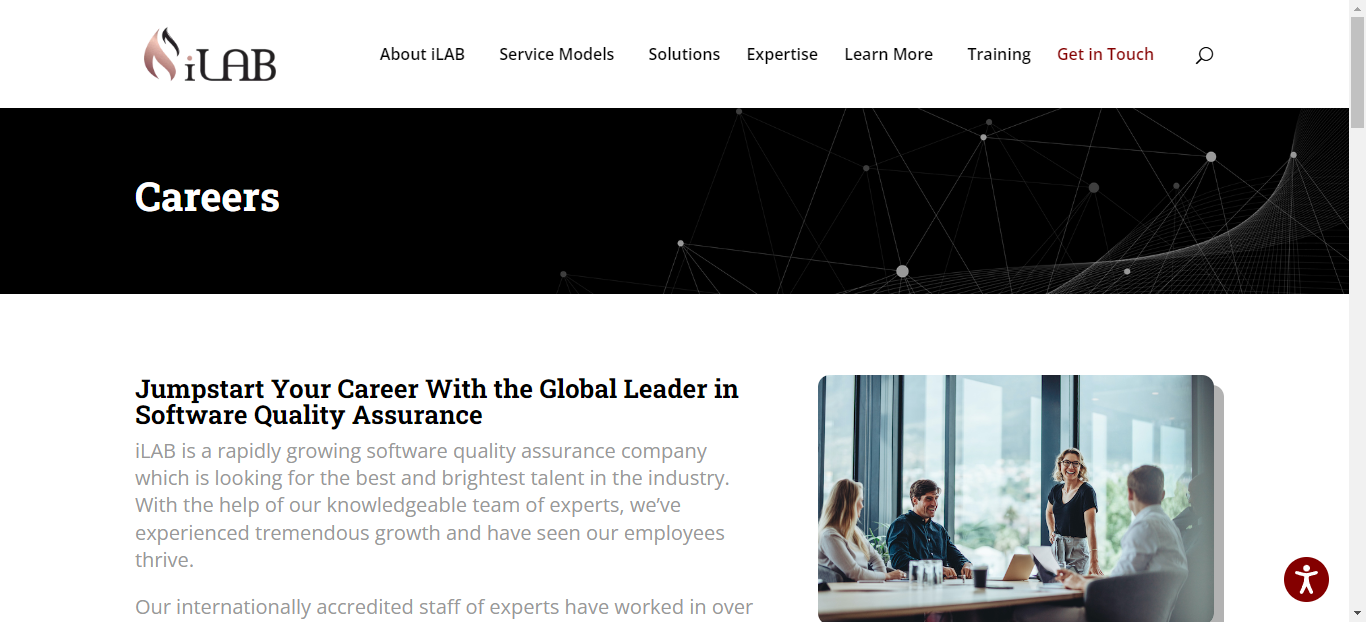 iLAB
About iLAB Service Models Solutions Expertise Learn More Training Get in Touch
Careers
Jumpstart Your Career With the Global Leader in
Software Quality Assurance
iLAB is a rapidly growing software quality assurance company
which is looking for the best and brightest talent in the industry.
With the help of our knowledgeable team of experts, we’ve
experienced tremendous growth and have seen our employees
thrive.
Our internationally accredited staff of experts have worked in over